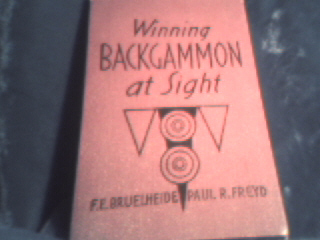 Winning
BACKGAMMON
at Sight
F.E. BRUELHEIDE PAUL R. FREYD